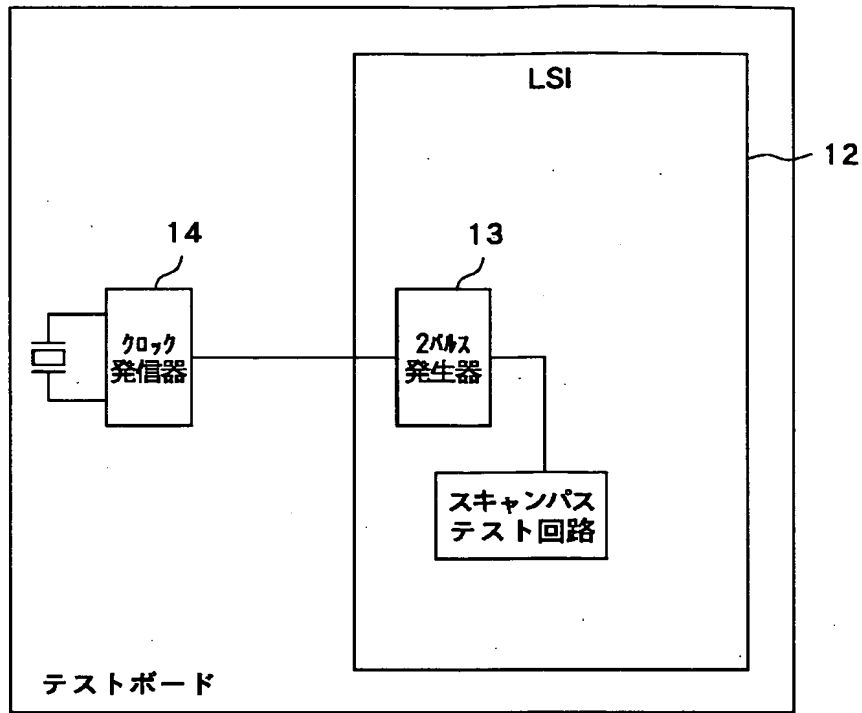 LSI
12
14
13
クロック
発信器
2パルス
発生器
スキャンパス
テスト回路
テストボード